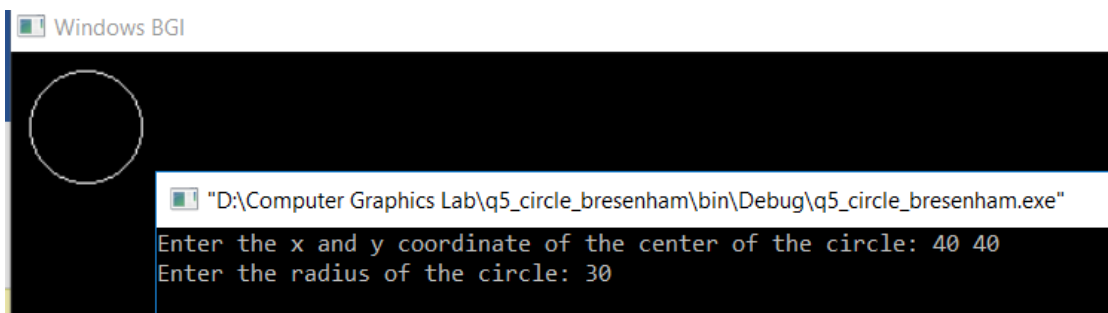 Windows BGI
"D:\Computer Graphics Lab\q5_circle_bresenham\bin\Debug\q5_circle_bresenham.exe"
Enter the x and y coordinate of the center of the circle: 40 40
Enter the radius of the circle: 30